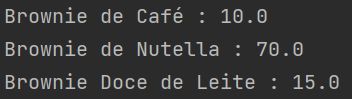 Brownie de Café : 10.0
Brownie de Nutella : 70.0
Brownie Doce de Leite : 15.0